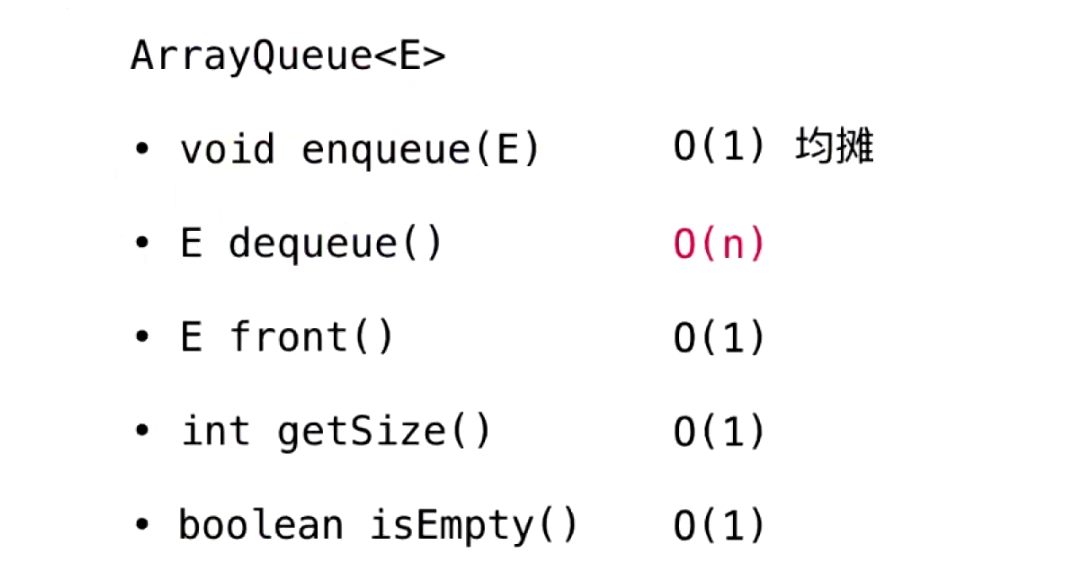 ArrayQueue<E>
• void enqueue(E) O(1) 均摊
• E dequeue() O(n)
• E front() O(1)
• int getSize() O(1)
• boolean isEmpty() O(1)